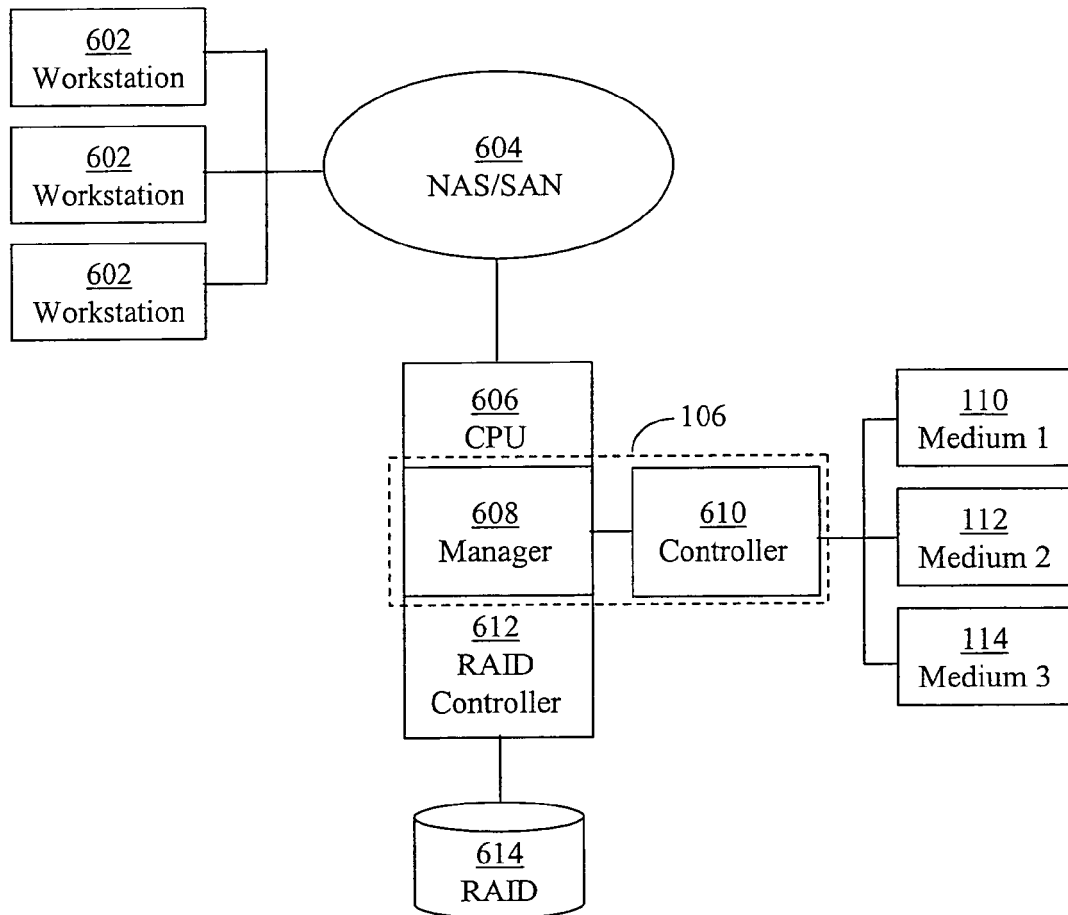 602
Workstation
602
Workstation
602
Workstation
604
NAS/SAN
606
CPU
106
608
Manager
610
Controller
612
RAID
Controller
614
RAID
110
Medium 1
112
Medium 2
114
Medium 3